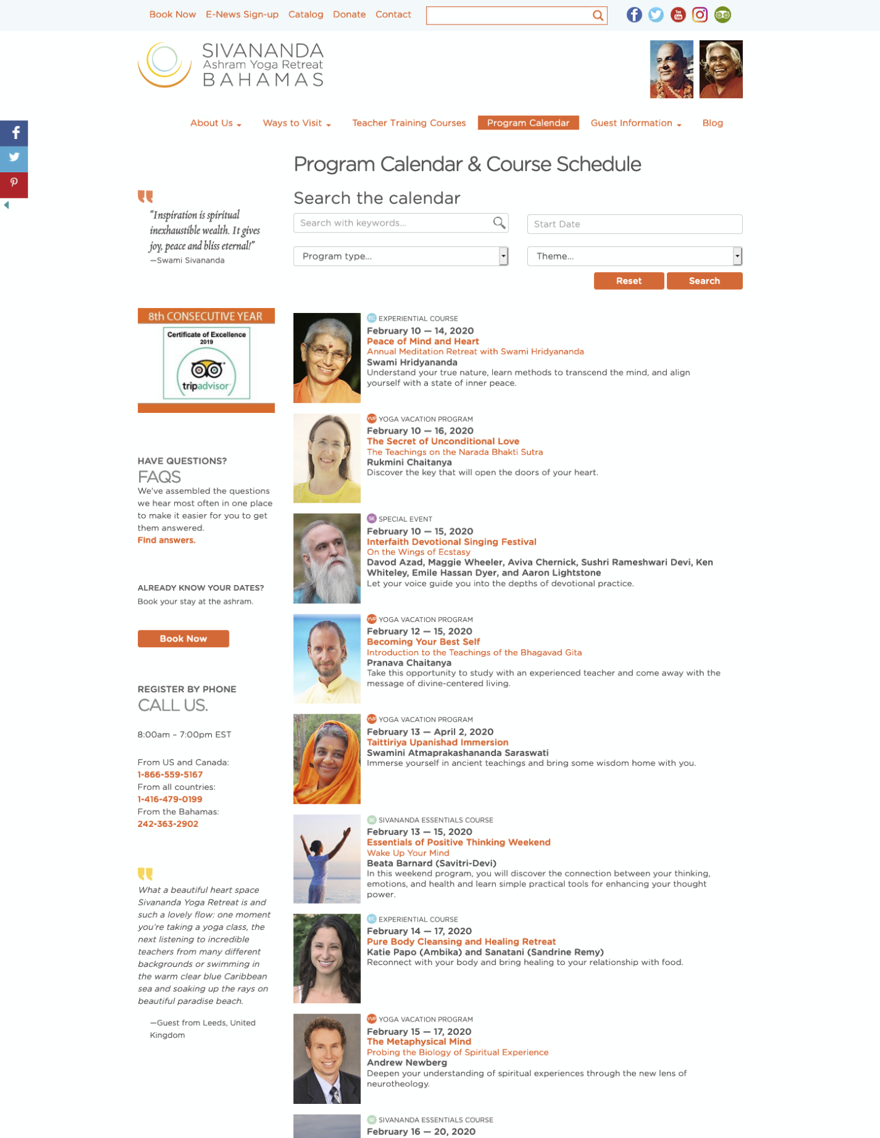 Book Now E-News Sign-up Catalog Donate Contact
SIVANANDA
Ashram Yoga Retreat
BAHAMAS
About Us Ways to Visit Teacher Training Courses Program Calendar Guest Information Blog
Program Calendar & Course Schedule
“Inspiration is spiritual
inexhaustible wealth. It gives
joy, peace and bliss eternal!”
—Swami Sivananda
8th CONSECUTIVE YEAR
Certificate of Excellence
2019
tripadvisor
HAVE QUESTIONS?
FAQS
We've assembled the questions
we hear most often in one place
to make it easier for you to get
them answered.
Find answers.
ALREADY KNOW YOUR DATES?
Book your stay at the ashram.
Book Now
REGISTER BY PHONE
CALL US.
8:00am – 7:00pm EST
From US and Canada:
1-866-559-5167
From all countries:
1-416-479-0199
From the Bahamas:
242-363-2902
What a beautiful heart space
Sivananda Yoga Retreat is and
such a lovely flow: one moment
you're taking a yoga class, the
next listening to incredible
teachers from many different
backgrounds or swimming in
the warm clear blue Caribbean
sea and soaking up the rays on
beautiful paradise beach.
—Guest from Leeds, United
Kingdom
Search the calendar
Search with keywords... Start Date
Program type... Theme...
Reset Search
EC EXPERIENTIAL COURSE
February 10 — 14, 2020
Peace of Mind and Heart
Annual Meditation Retreat with Swami Hridyananda
Swami Hridyananda
Understand your true nature, learn methods to transcend the mind, and align
yourself with a state of inner peace.
YVP YOGA VACATION PROGRAM
February 10 — 16, 2020
The Secret of Unconditional Love
The Teachings on the Narada Bhakti Sutra
Rukmini Chaitanya
Discover the key that will open the doors of your heart.
SE SPECIAL EVENT
February 10 — 15, 2020
Interfaith Devotional Singing Festival
On the Wings of Ecstasy
Davod Azad, Maggie Wheeler, Aviva Chernick, Sushri Rameshwari Devi, Ken
Whiteley, Emile Hassan Dyer, and Aaron Lightstone
Let your voice guide you into the depths of devotional practice.
YVP YOGA VACATION PROGRAM
February 12 — 15, 2020
Becoming Your Best Self
Introduction to the Teachings of the Bhagavad Gita
Pranava Chaitanya
Take this opportunity to study with an experienced teacher and come away with the
message of divine-centered living.
YVP YOGA VACATION PROGRAM
February 13 — April 2, 2020
Taittiriya Upanishad Immersion
Swamini Atmaprakashananda Saraswati
Immerse yourself in ancient teachings and bring some wisdom home with you.
SE SIVANANDA ESSENTIALS COURSE
February 13 — 15, 2020
Essentials of Positive Thinking Weekend
Wake Up Your Mind
Beata Barnard (Savitri-Devi)
In this weekend program, you will discover the connection between your thinking,
emotions, and health and learn simple practical tools for enhancing your thought
power.
EC EXPERIENTIAL COURSE
February 14 — 17, 2020
Pure Body Cleansing and Healing Retreat
Katie Papo (Ambika) and Sanatani (Sandrine Remy)
Reconnect with your body and bring healing to your relationship with food.
YVP YOGA VACATION PROGRAM
February 15 — 17, 2020
The Metaphysical Mind
Probing the Biology of Spiritual Experience
Andrew Newberg
Deepen your understanding of spiritual experiences through the new lens of
neurotheology.
SE SIVANANDA ESSENTIALS COURSE
February 16 — 20, 2020